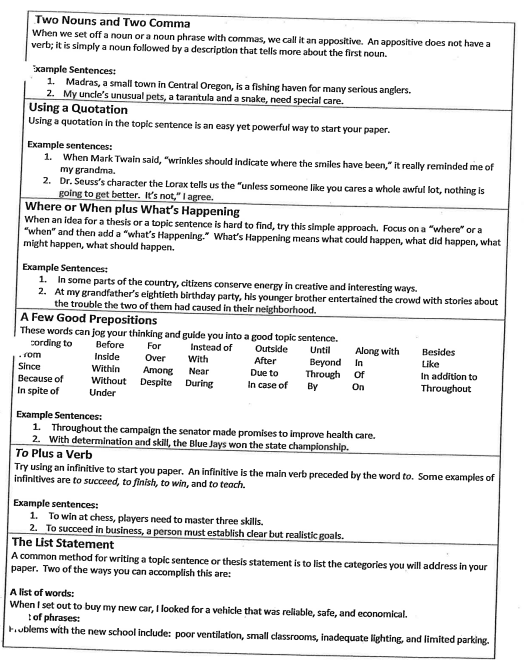 Two Nouns and Two Comma
When we set off a noun or a noun phrase with commas, we call it an appositive. An appositive does not have a
verb; it is simply a noun followed by a description that tells more about the first noun.
Example Sentences:
1. Madras, a small town in Central Oregon, is a fishing haven for many serious anglers.
2. My uncle's unusual pets, a tarantula and a snake, need special care.
Using a Quotation
Using a quotation in the topic sentence is an easy yet powerful way to start your paper.
Example sentences:
1. When Mark Twain said, "wrinkles should indicate where the smiles have been," it really reminded me of
my grandma.
2. Dr. Seuss's character the Lorax tells us the "unless someone like you cares a whole awful lot, nothing is
going to get better. It's not," I agree.
Where or When plus What's Happening
When an idea for a thesis or a topic sentence is hard to find, try this simple approach. Focus on a "where" or a
"when" and then add a "what's Happening." What's Happening means what could happen, what did happen, what
might happen, what should happen.
Example Sentences:
1. In some parts of the country, citizens conserve energy in creative and interesting ways.
2. At my grandfather's eightieth birthday party, his younger brother entertained the crowd with stories about
the trouble the two of them had caused in their neighborhood.
A Few Good Prepositions
These words can jog your thinking and guide you into a good topic sentence.
cording to Before For Instead of Outside Until Along with Besides
rom Inside Over With After Beyond In Like
Since Within Among Near Due to Through Of In addition to
Because of Without Despite During In case of By On Throughout
In spite of Under
Example Sentences:
1. Throughout the campaign the senator made promises to improve health care.
2. With determination and skill, the Blue Jays won the state championship.
To Plus a Verb
Try using an infinitive to start you paper. An infinitive is the main verb preceded by the word to. Some examples of
infinitives are to succeed, to finish, to win, and to teach.
Example sentences:
1. To win at chess, players need to master three skills.
2. To succeed in business, a person must establish clear but realistic goals.
The List Statement
A common method for writing a topic sentence or thesis statement is to list the categories you will address in your
paper. Two of the ways you can accomplish this are:
A list of words:
When I set out to buy my new car, I looked for a vehicle that was reliable, safe, and economical.
t of phrases:
Problems with the new school include: poor ventilation, small classrooms, inadequate lighting, and limited parking.